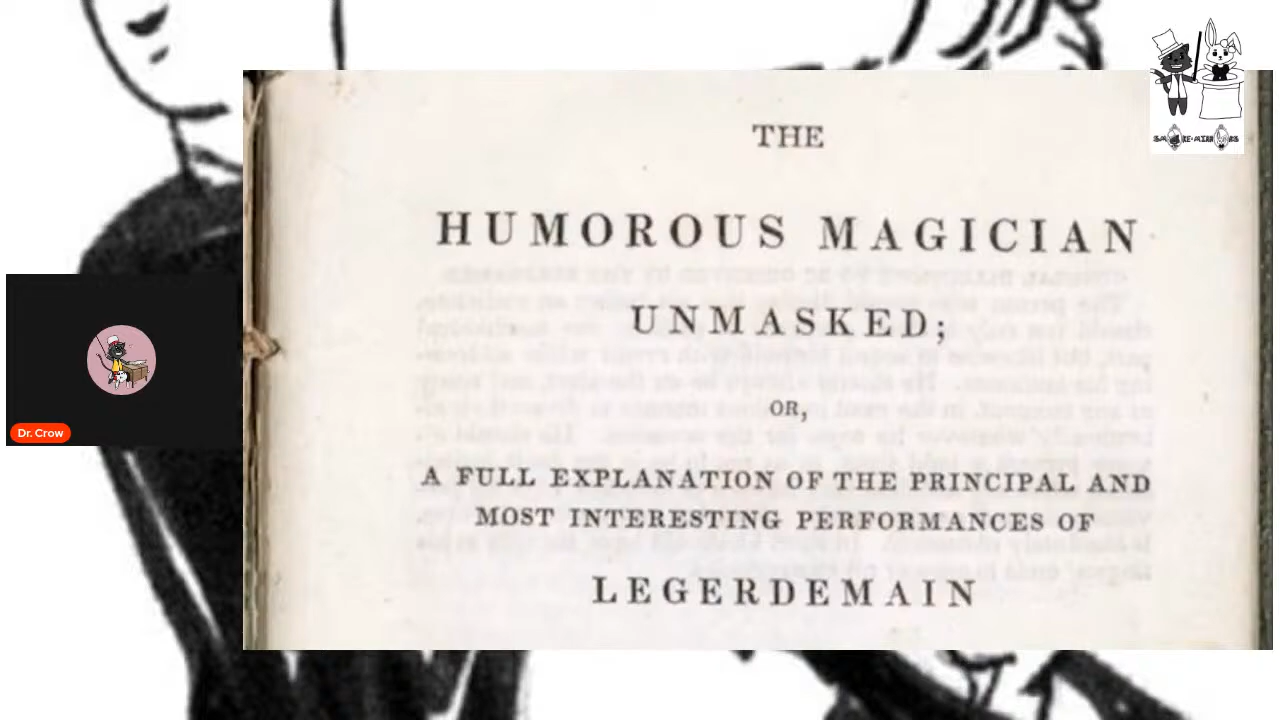 THE
HUMOROUS MAGICIAN
UNMASKED;
OR,
A FULL EXPLANATION OF THE PRINCIPAL AND
MOST INTERESTING PERFORMANCES OF
LEGERDEMAIN
Dr. Crow